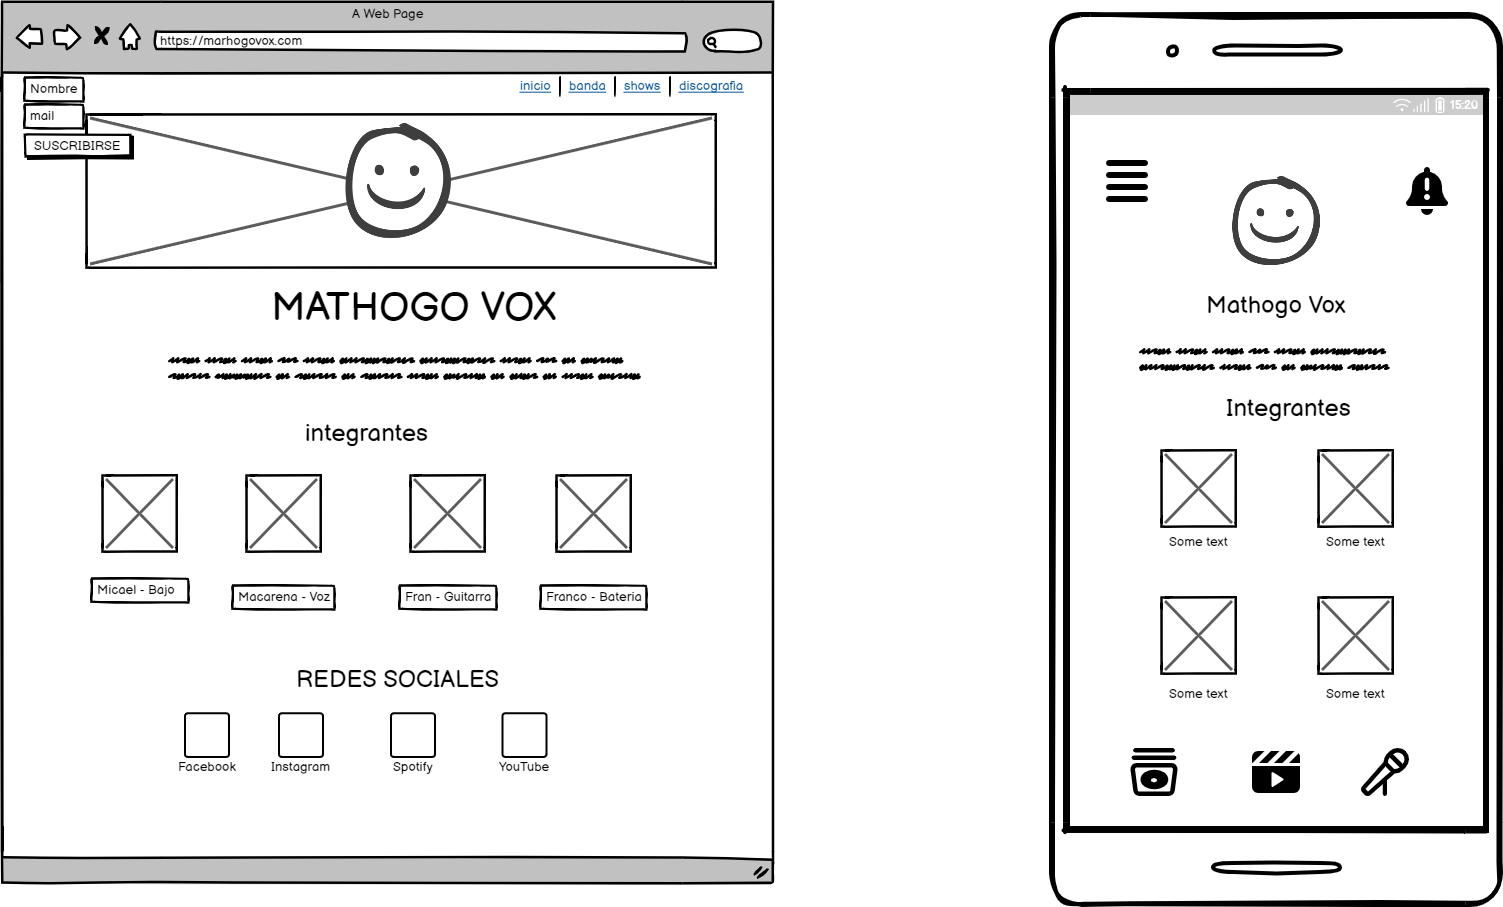 A Web Page
https://marhogovox.com
Nombre
mail
SUSCRIBIRSE
inicio
banda
shows
discografia
MATHOGO VOX
integrantes
Micael - Bajo
Macarena - Voz
Fran - Guitarra
Franco - Bateria
REDES SOCIALES
Facebook
Instagram
Spotify
YouTube
15:20
Mathogo Vox
Integrantes
Some text
Some text
Some text
Some text